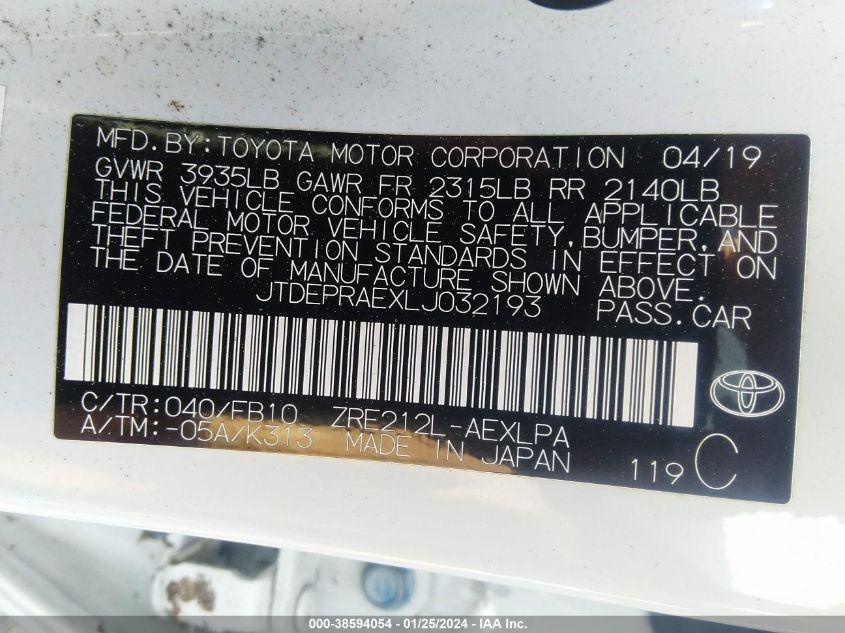 MFD.BY:TOYOTA MOTOR CORPORATION 04/19
GVWR 3935LB GAWR FR 2315LB RR 2140LB
THIS VEHICLE CONFORMS TO ALL APPLICABLE
FEDERAL MOTOR VEHICLE SAFETY,BUMPER,AND
THEFT PREVENTION STANDARDS IN EFFECT ON
THE DATE OF MANUFACTURE SHOWN ABOVE.
JTDEPRAEXLJ032193 PASS.CAR
C/TR:040/FB10 ZRE212L-AEXLPA
A/TM:-05A/K313 MADE IN JAPAN
119 C
000-38594054 - 01/25/2024 - IAA Inc.